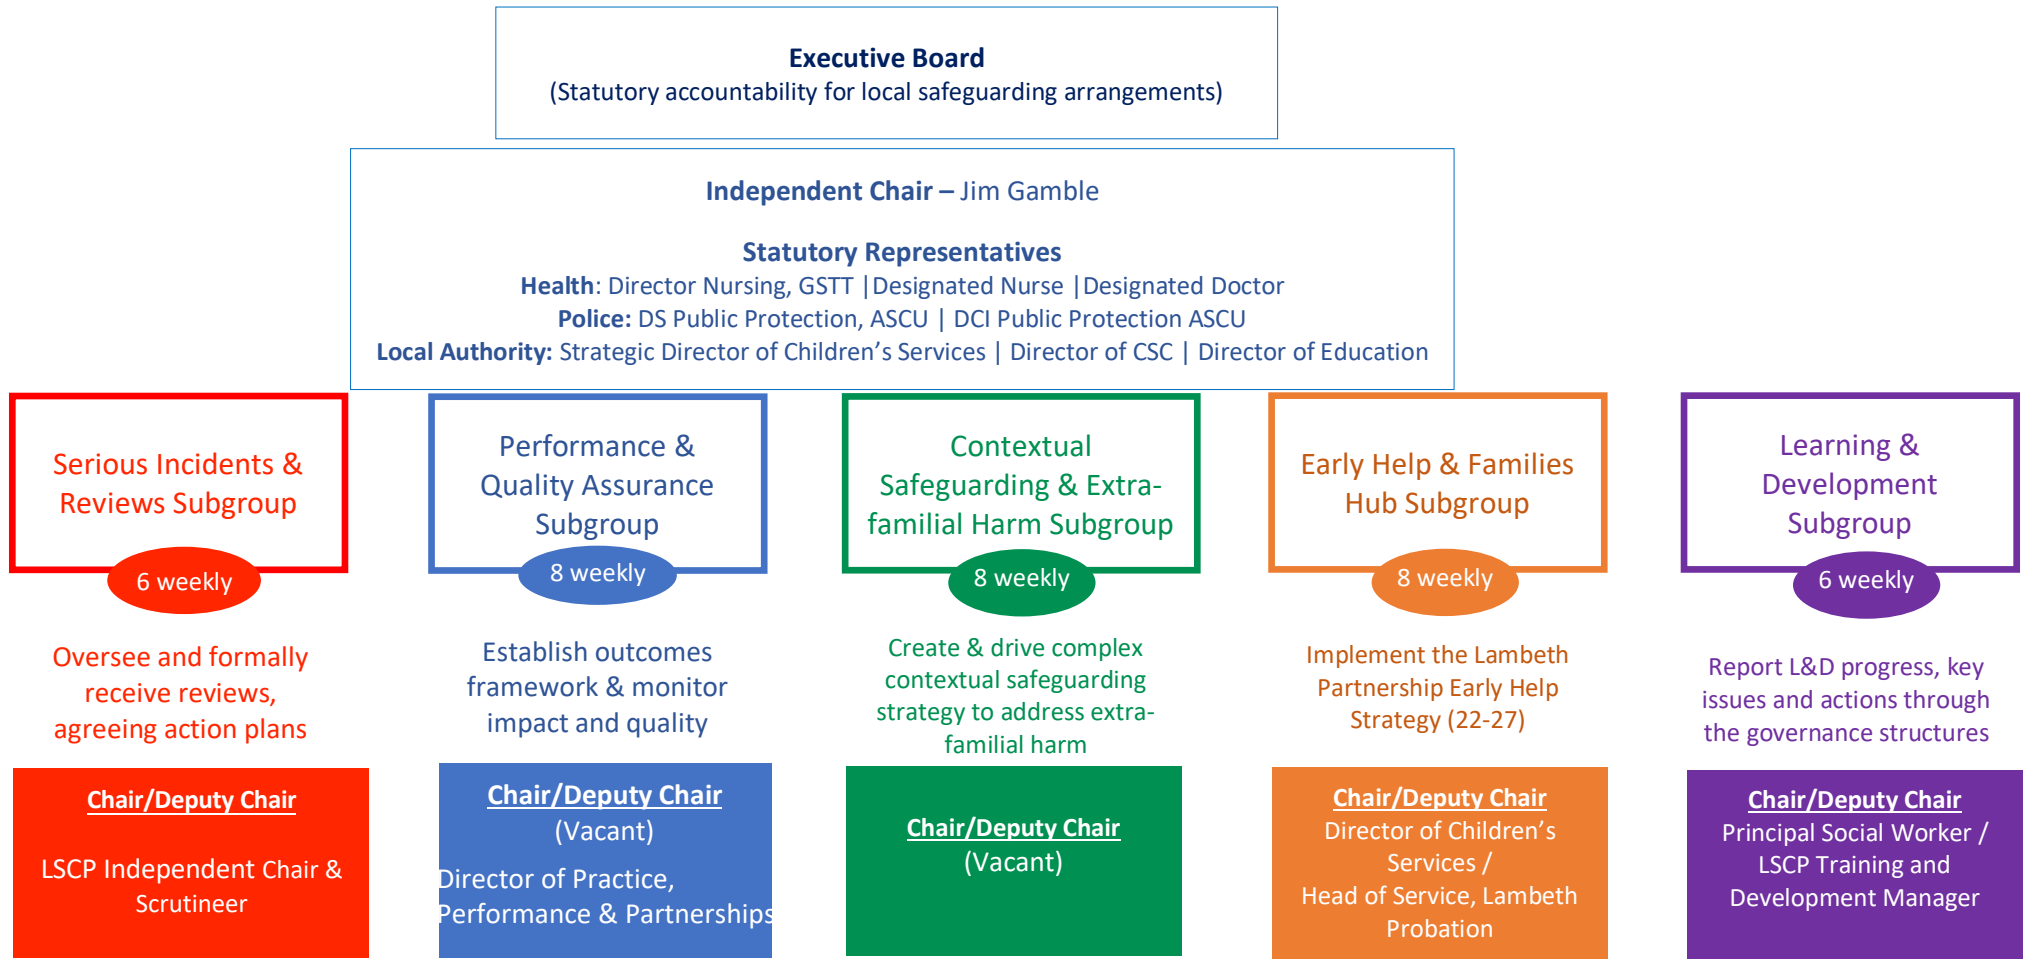 Executive Board
(Statutory accountability for local safeguarding arrangements)
Independent Chair – Jim Gamble
Statutory Representatives
Health: Director Nursing, GSTT |Designated Nurse |Designated Doctor
Police: DS Public Protection, ASCU | DCI Public Protection ASCU
Local Authority: Strategic Director of Children’s Services | Director of CSC | Director of Education
Serious Incidents &
Reviews Subgroup
6 weekly
Oversee and formally
receive reviews,
agreeing action plans
Chair/Deputy Chair
LSCP Independent Chair &
Scrutineer
Performance &
Quality Assurance
Subgroup
8 weekly
Establish outcomes
framework & monitor
impact and quality
Chair/Deputy Chair
(Vacant)
Director of Practice,
Performance & Partnerships
Contextual
Safeguarding & Extra-
familial Harm Subgroup
8 weekly
Create & drive complex
contextual safeguarding
strategy to address extra-
familial harm
Chair/Deputy Chair
(Vacant)
Early Help & Families
Hub Subgroup
8 weekly
Implement the Lambeth
Partnership Early Help
Strategy (22-27)
Chair/Deputy Chair
Director of Children’s
Services /
Head of Service, Lambeth
Probation
Learning &
Development
Subgroup
6 weekly
Report L&D progress, key
issues and actions through
the governance structures
Chair/Deputy Chair
Principal Social Worker /
LSCP Training and
Development Manager